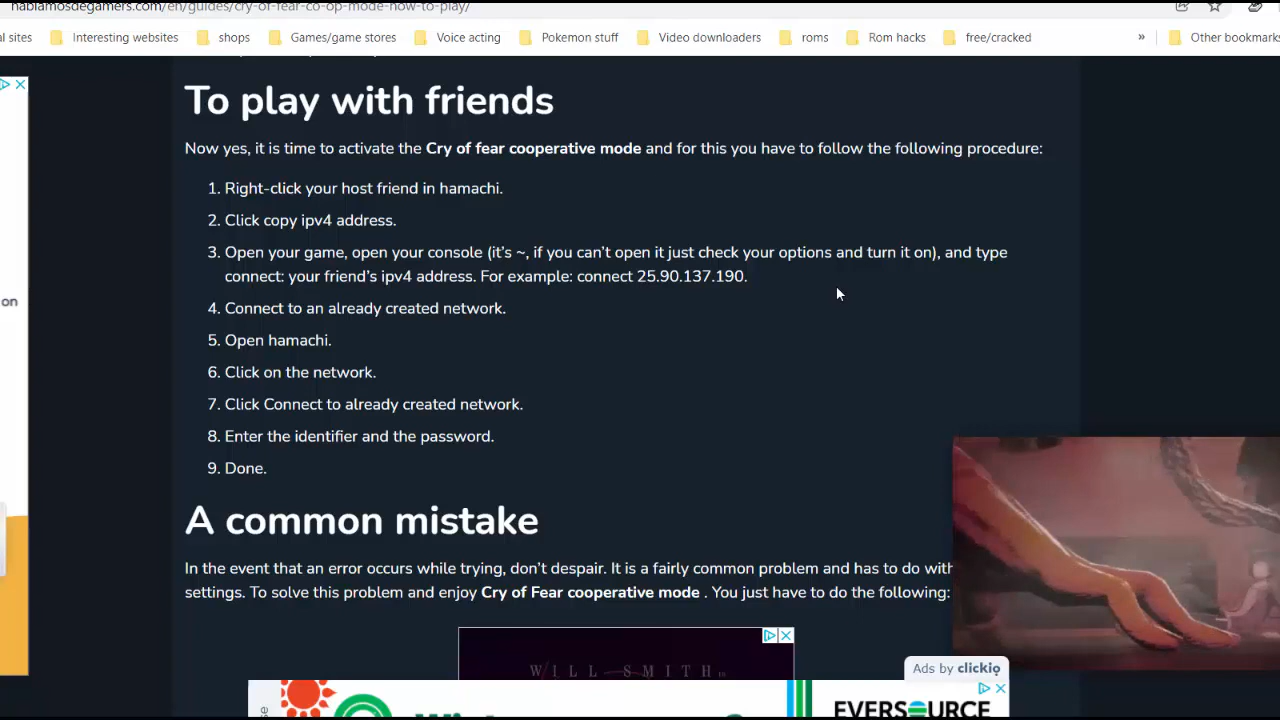 hablamosdegamers.com/en/guides/cry-of-fear-co-op-mode-how-to-play/
al sites Interesting websites shops Games/game stores Voice acting Pokemon stuff Video downloaders roms Rom hacks free/cracked » Other bookmarks
To play with friends
Now yes, it is time to activate the Cry of fear cooperative mode and for this you have to follow the following procedure:
1. Right-click your host friend in hamachi.
2. Click copy ipv4 address.
3. Open your game, open your console (it's ~, if you can't open it just check your options and turn it on), and type
connect: your friend's ipv4 address. For example: connect 25.90.137.190.
on
4. Connect to an already created network.
5. Open hamachi.
6. Click on the network.
7. Click Connect to already created network.
8. Enter the identifier and the password.
9. Done.
A common mistake
In the event that an error occurs while trying, don't despair. It is a fairly common problem and has to do with
settings. To solve this problem and enjoy Cry of Fear cooperative mode . You just have to do the following:
WILL SMITH IN
Ads by clickio
EVERSOURCE